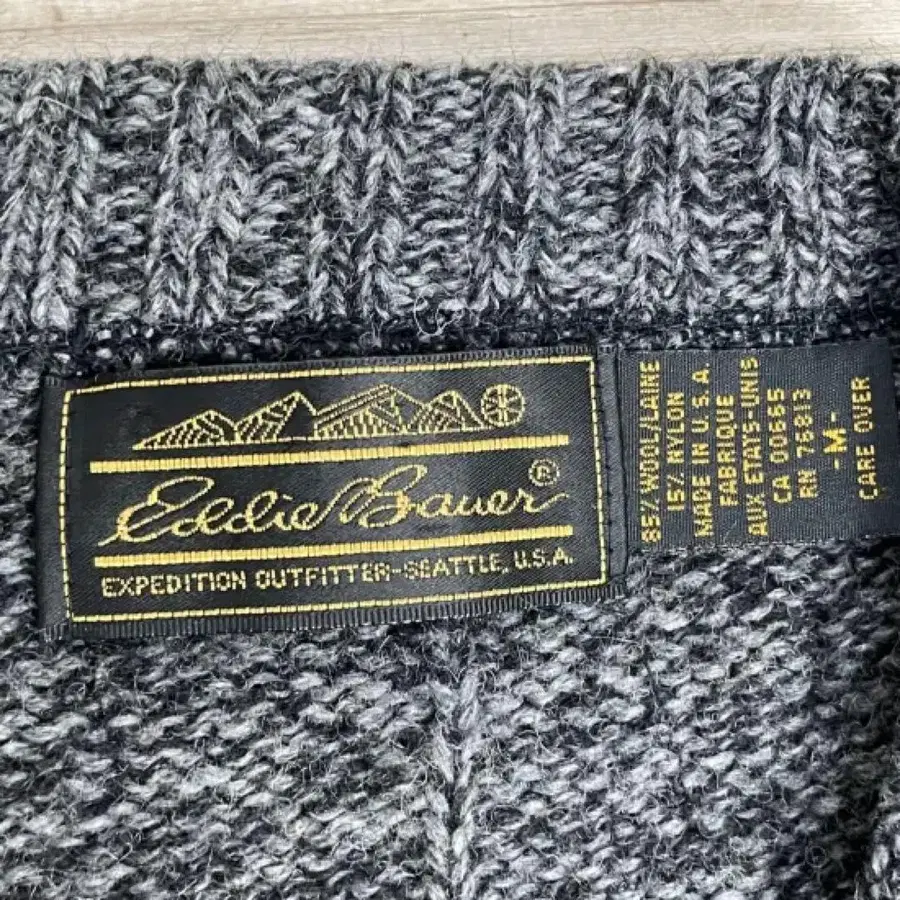 Eddie Bauer®
EXPEDITION OUTFITTER-SEATTLE, U.S.A.
85% WOOL/LAINE
15% NYLON
MADE IN U.S.A.
FABRIQUE
AUX ETATS-UNIS
CA 00665
RN 76813
-M-
CARE OVER